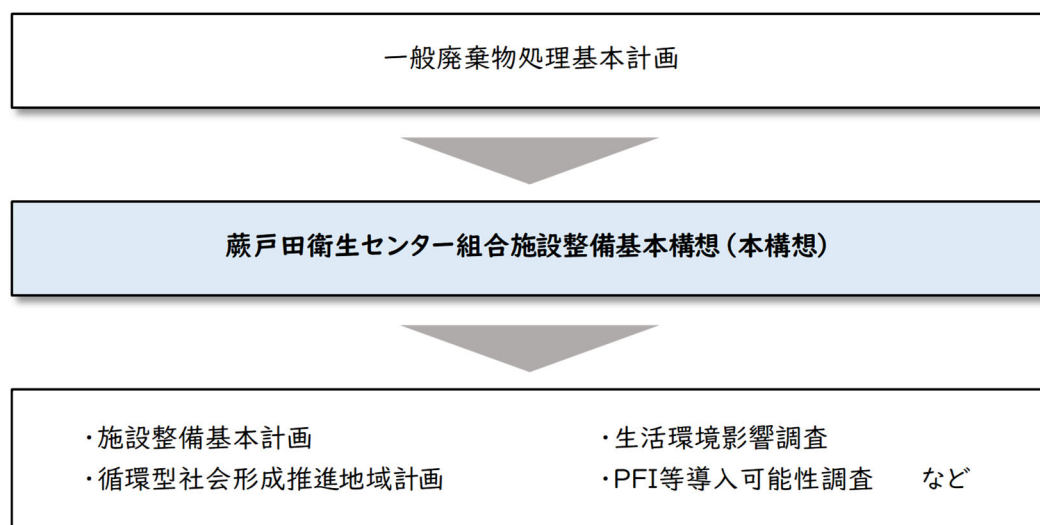 一般廃棄物処理基本計画
蕨戸田衛生センター組合施設整備基本構想(本構想)
・施設整備基本計画 ・生活環境影響調査
・循環型社会形成推進地域計画 ・PFI等導入可能性調査 など